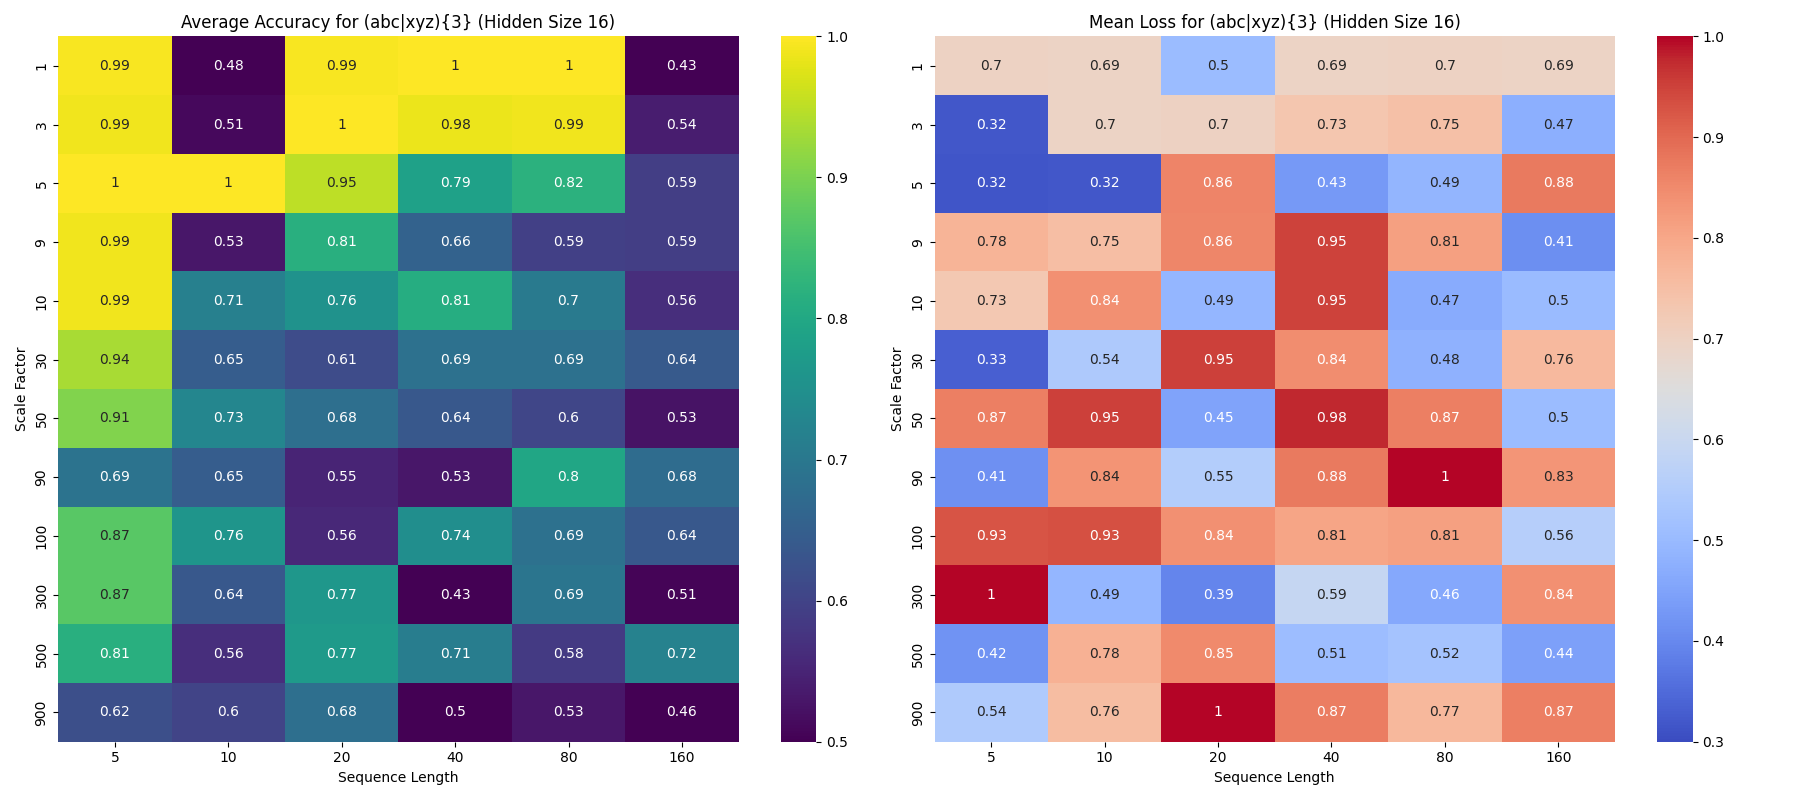 Average Accuracy for (abc|xyz){3} (Hidden Size 16)
Scale Factor
1 0.99 0.48 0.99 1 1 0.43
3 0.99 0.51 1 0.98 0.99 0.54
5 1 1 0.95 0.79 0.82 0.59
9 0.99 0.53 0.81 0.66 0.59 0.59
10 0.99 0.71 0.76 0.81 0.7 0.56
30 0.94 0.65 0.61 0.69 0.69 0.64
50 0.91 0.73 0.68 0.64 0.6 0.53
90 0.69 0.65 0.55 0.53 0.8 0.68
100 0.87 0.76 0.56 0.74 0.69 0.64
300 0.87 0.64 0.77 0.43 0.69 0.51
500 0.81 0.56 0.77 0.71 0.58 0.72
900 0.62 0.6 0.68 0.5 0.53 0.46
5 10 20 40 80 160
Sequence Length
1.0
0.9
0.8
0.7
0.6
0.5
Mean Loss for (abc|xyz){3} (Hidden Size 16)
Scale Factor
1 0.7 0.69 0.5 0.69 0.7 0.69
3 0.32 0.7 0.7 0.73 0.75 0.47
5 0.32 0.32 0.86 0.43 0.49 0.88
9 0.78 0.75 0.86 0.95 0.81 0.41
10 0.73 0.84 0.49 0.95 0.47 0.5
30 0.33 0.54 0.95 0.84 0.48 0.76
50 0.87 0.95 0.45 0.98 0.87 0.5
90 0.41 0.84 0.55 0.88 1 0.83
100 0.93 0.93 0.84 0.81 0.81 0.56
300 1 0.49 0.39 0.59 0.46 0.84
500 0.42 0.78 0.85 0.51 0.52 0.44
900 0.54 0.76 1 0.87 0.77 0.87
5 10 20 40 80 160
Sequence Length
1.0
0.9
0.8
0.7
0.6
0.5
0.4
0.3